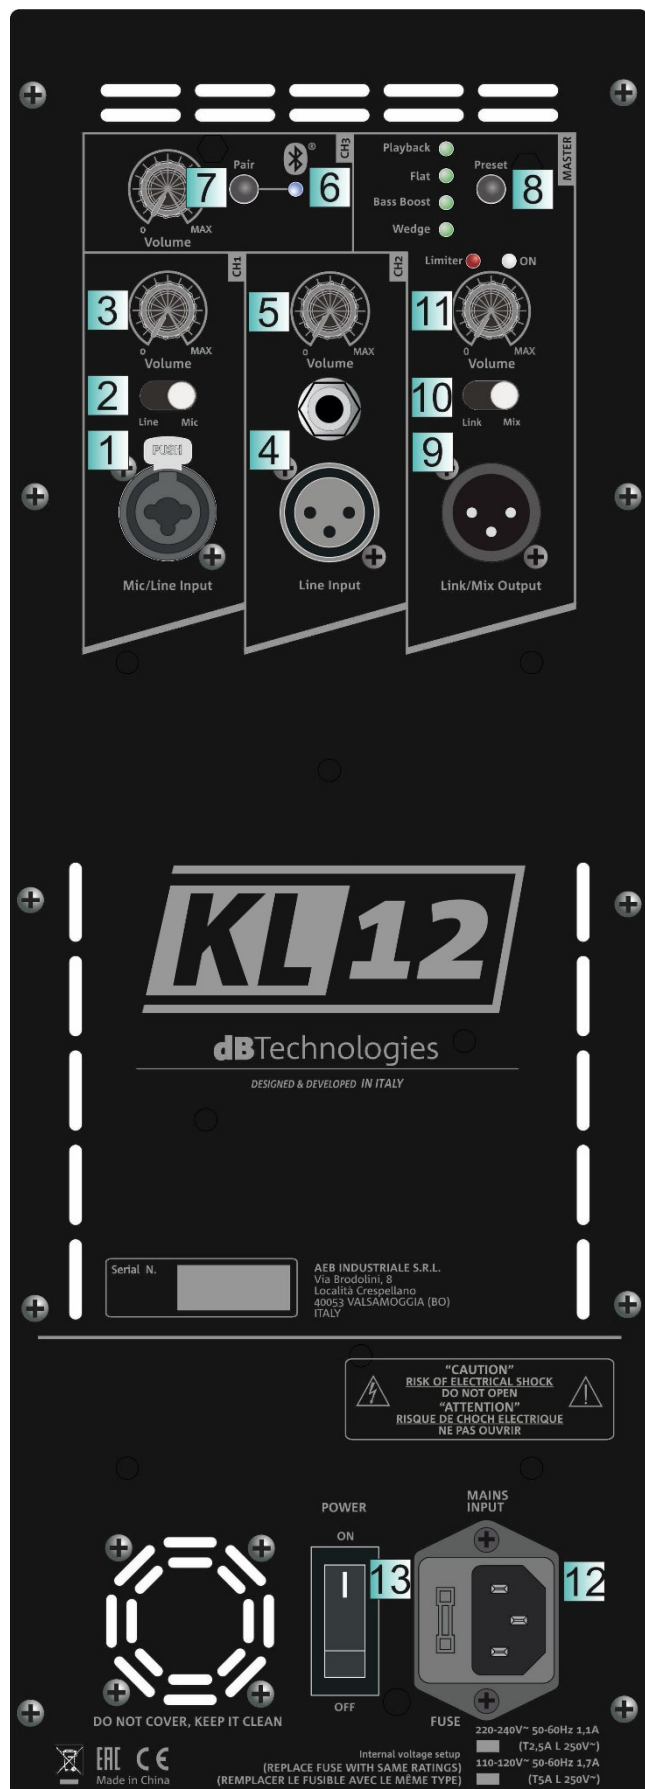 Pair
®
CH3
7
6
0
MAX
Volume
Playback
Flat
Bass Boost
Wedge
Preset
8
MASTER
Limiter
ON
CH1
3
0
MAX
Volume
2
Line
Mic
1
PUSH
Mic/Line Input
CH2
5
0
MAX
Volume
4
Line Input
11
0
MAX
Volume
10
Link
Mix
9
Link/Mix Output
KL 12
dBTechnologies
DESIGNED & DEVELOPED IN ITALY
Serial N.
AEB INDUSTRIALE S.R.L.
Via Brodolini, 8
Località Crespellano
40053 VALSAMOGGIA (BO)
ITALY
"CAUTION"
RISK OF ELECTRICAL SHOCK
DO NOT OPEN
"ATTENTION"
RISQUE DE CHOCH ELECTRIQUE
NE PAS OUVRIR
POWER
ON
13
OFF
MAINS
INPUT
12
DO NOT COVER, KEEP IT CLEAN
FUSE
220-240V~ 50-60Hz 1,1A
(T2,5A L 250V~)
110-120V~ 50-60Hz 1,7A
(T5A L 250V~)
Internal voltage setup
(REPLACE FUSE WITH SAME RATINGS)
(REMPLACER LE FUSIBLE AVEC LE MÊME TYPE)
EAC CE
Made in China